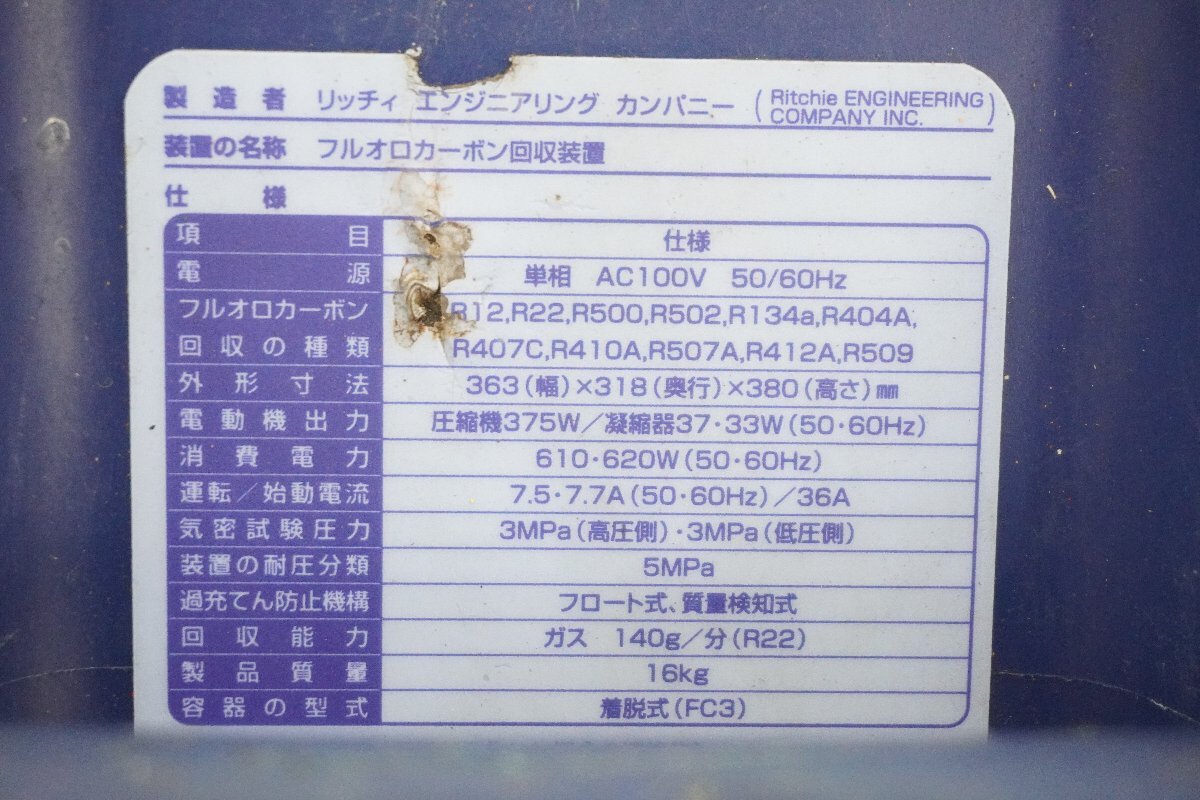 製造者 リッチィ エンジニアリング カンパニー (Ritchie ENGINEERING COMPANY INC.)
装置の名称 フルオロカーボン回収装置
仕様
項目 仕様
電源 単相 AC100V 50/60Hz
フルオロカーボン R12,R22,R500,R502,R134a,R404A,
回収の種類 R407C,R410A,R507A,R412A,R509
外形寸法 363(幅)×318(奥行)×380(高さ)㎜
電動機出力 圧縮機375W/凝縮器37・33W(50・60Hz)
消費電力 610・620W(50・60Hz)
運転/始動電流 7.5・7.7A(50・60Hz)/36A
気密試験圧力 3MPa(高圧側)・3MPa(低圧側)
装置の耐圧分類 5MPa
過充てん防止機構 フロート式、質量検知式
回収能力 ガス 140g/分(R22)
製品質量 16kg
容器の型式 着脱式(FC3)